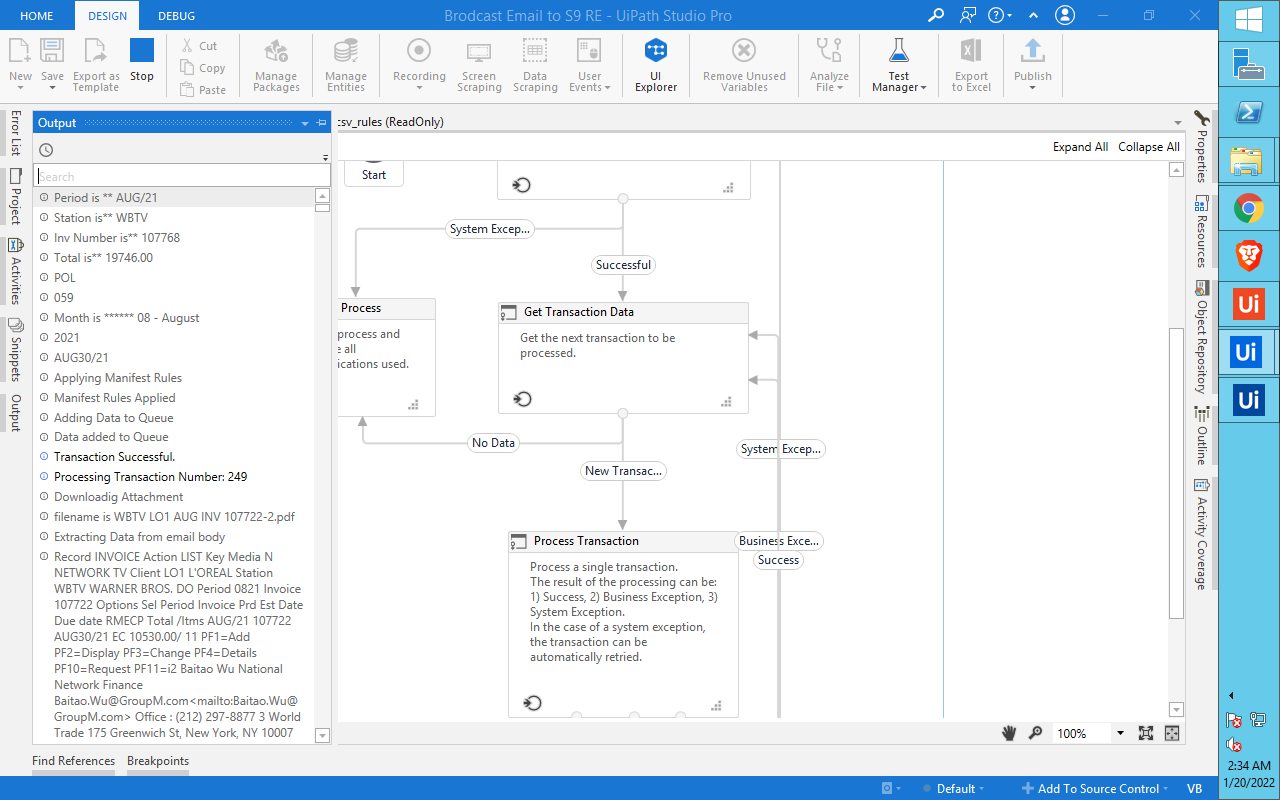 HOME
DESIGN
DEBUG
Brodcast Email to S9 RE - UiPath Studio Pro
New
Save
Export as
Template
Stop
Cut
Copy
Paste
Manage
Packages
Manage
Entities
Recording
Screen
Scraping
Data
Scraping
User
Events
UI
Explorer
Remove Unused
Variables
Analyze
File
Test
Manager
Export
to Excel
Publish
Error List
Project
Activities
Snippets
Output
Output
Search
Period is ** AUG/21
Station is** WBTV
Inv Number is** 107768
Total is** 19746.00
POL
059
Month is ****** 08 - August
2021
AUG30/21
Applying Manifest Rules
Manifest Rules Applied
Adding Data to Queue
Data added to Queue
Transaction Successful.
Processing Transaction Number: 249
Downloadig Attachment
filename is WBTV LO1 AUG INV 107722-2.pdf
Extracting Data from email body
Record INVOICE Action LIST Key Media N
NETWORK TV Client LO1 L'OREAL Station
WBTV WARNER BROS. DO Period 0821 Invoice
107722 Options Sel Period Invoice Prd Est Date
Due date RMECP Total /Itms AUG/21 107722
AUG30/21 EC 10530.00/ 11 PF1=Add
PF2=Display PF3=Change PF4=Details
PF10=Request PF11=i2 Baitao Wu National
Network Finance
Baitao.Wu@GroupM.com<mailto:Baitao.Wu@
GroupM.com> Office : (212) 297-8877 3 World
Trade 175 Greenwich St, New York, NY 10007
Find References
Breakpoints
csv_rules (ReadOnly)
Expand All
Collapse All
Start
System Excep...
Successful
Process
process and
e all
ications used.
Get Transaction Data
Get the next transaction to be
processed.
No Data
New Transac...
System Excep...
Process Transaction
Business Exce...
Success
Process a single transaction.
The result of the processing can be:
1) Success, 2) Business Exception, 3)
System Exception.
In the case of a system exception,
the transaction can be
automatically retried.
100%
Properties
Resources
Object Repository
Outline
Activity Coverage
Default
Add To Source Control
VB
Ui
Ui
Ui
2:34 AM
1/20/2022